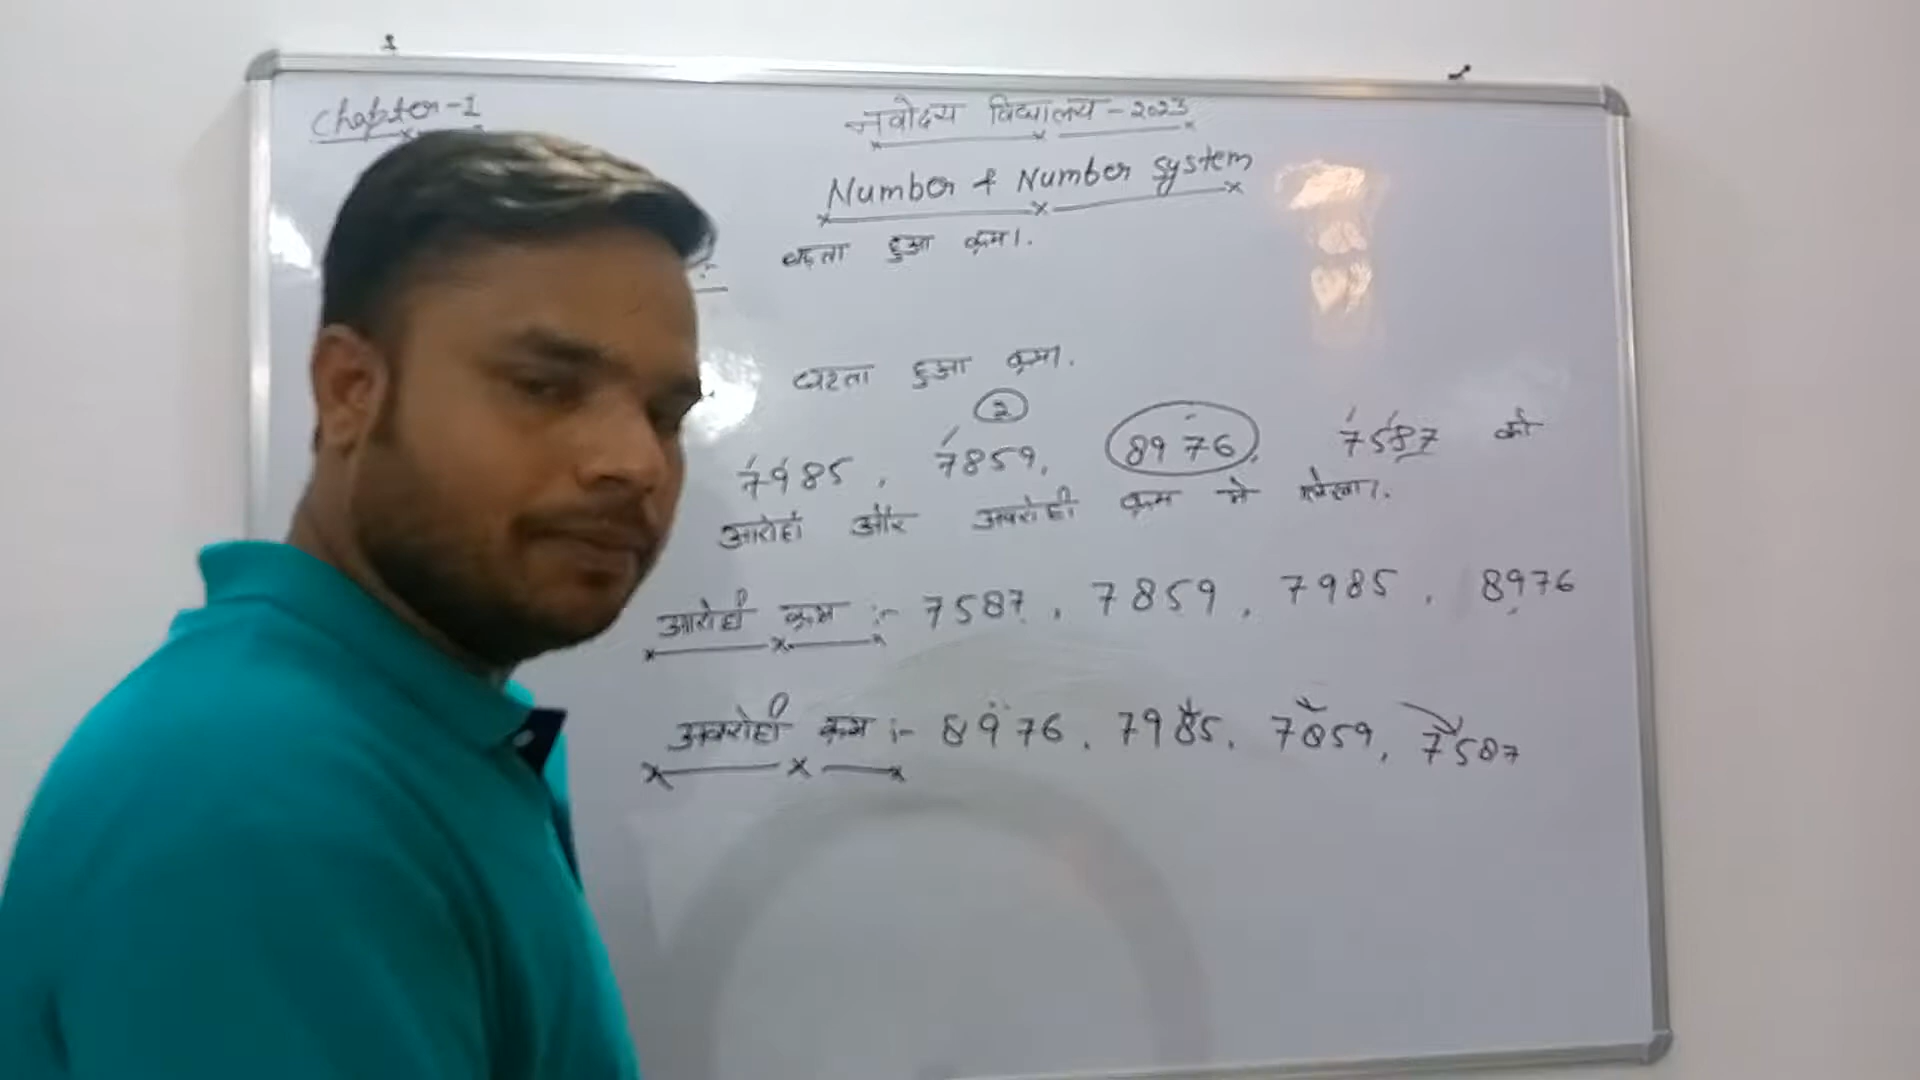 Chapter-1
नवोदय विद्यालय - 2023
Number & Number System
बढ़ता हुआ क्रम।.
घटता हुआ क्रम।.
2
7985, 7859, 8976, 7587 को
आरोही और अवरोही क्रम में लिखो।.
आरोही क्रम :- 7587, 7859, 7985, 8976
अवरोही क्रम :- 8976, 7985, 7859, 7587